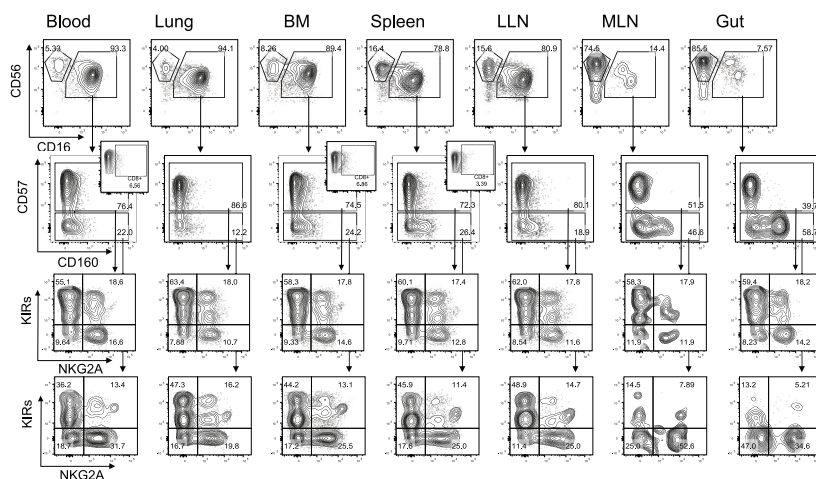 Blood Lung BM Spleen LLN MLN Gut
5.33 93.3 4.00 94.1 8.26 89.4 16.4 78.8 15.6 80.9 74.5 14.4 85.5 7.57
CD56
CD16
CD8+ CD8+ CD8+
6.56 6.86 3.39
CD57
76.4 86.6 74.5 72.3 80.1 51.5 39.7
22.0 12.2 24.2 26.4 18.9 46.6 58.7
CD160
55.1 18.6 63.4 18.0 58.3 17.8 60.1 17.4 62.0 17.8 58.3 17.9 59.4 18.2
KIRs
9.64 16.6 7.88 10.7 9.33 14.6 9.71 12.8 8.54 11.6 11.9 11.9 8.23 14.2
NKG2A
36.2 13.4 47.3 16.2 44.2 13.1 45.9 11.4 48.9 14.7 14.5 7.89 13.2 5.21
KIRs
18.7 31.7 16.7 19.8 17.2 25.5 17.6 25.0 11.4 25.0 25.0 52.6 47.0 34.6
NKG2A